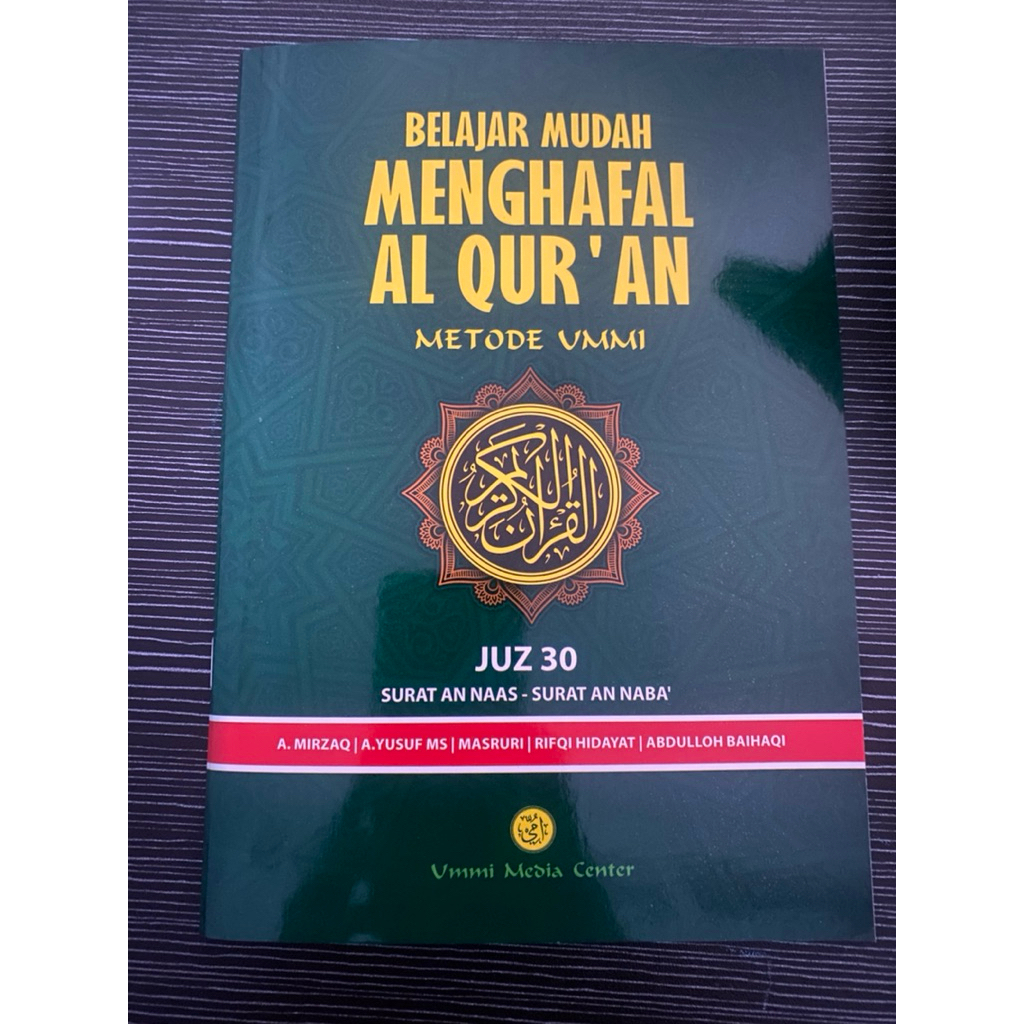 BELAJAR MUDAH
MENGHAFAL
AL QUR'AN
METODE UMMI
القرآن الكريم
JUZ 30
SURAT AN NAAS - SURAT AN NABA'
A. MIRZAQ | A.YUSUF MS | MASRURI | RIFQI HIDAYAT | ABDULLOH BAIHAQI
أمي
Ummi Media Center